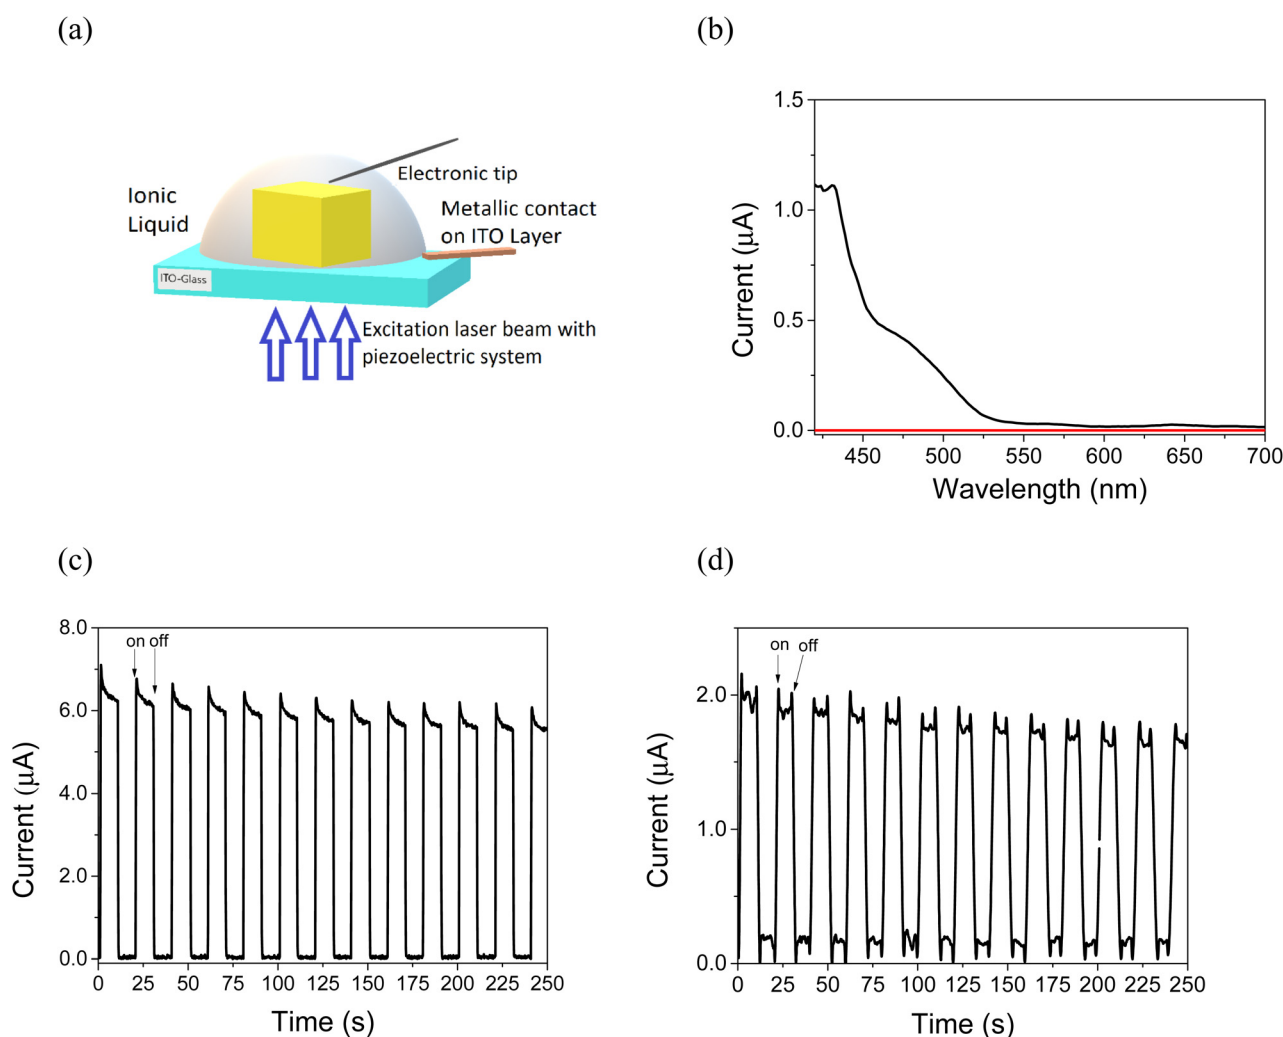 (a)
Ionic
Liquid
Electronic tip
Metallic contact
on ITO Layer
ITO-Glass
Excitation laser beam with
piezoelectric system
(b)
1.5
1.0
0.5
0.0
Current (μA)
450 500 550 600 650 700
Wavelength (nm)
(c)
on off
8.0
6.0
4.0
2.0
0.0
Current (μA)
0 25 50 75 100 125 150 175 200 225 250
Time (s)
(d)
on off
2.0
1.0
0.0
Current (μA)
0 25 50 75 100 125 150 175 200 225 250
Time (s)